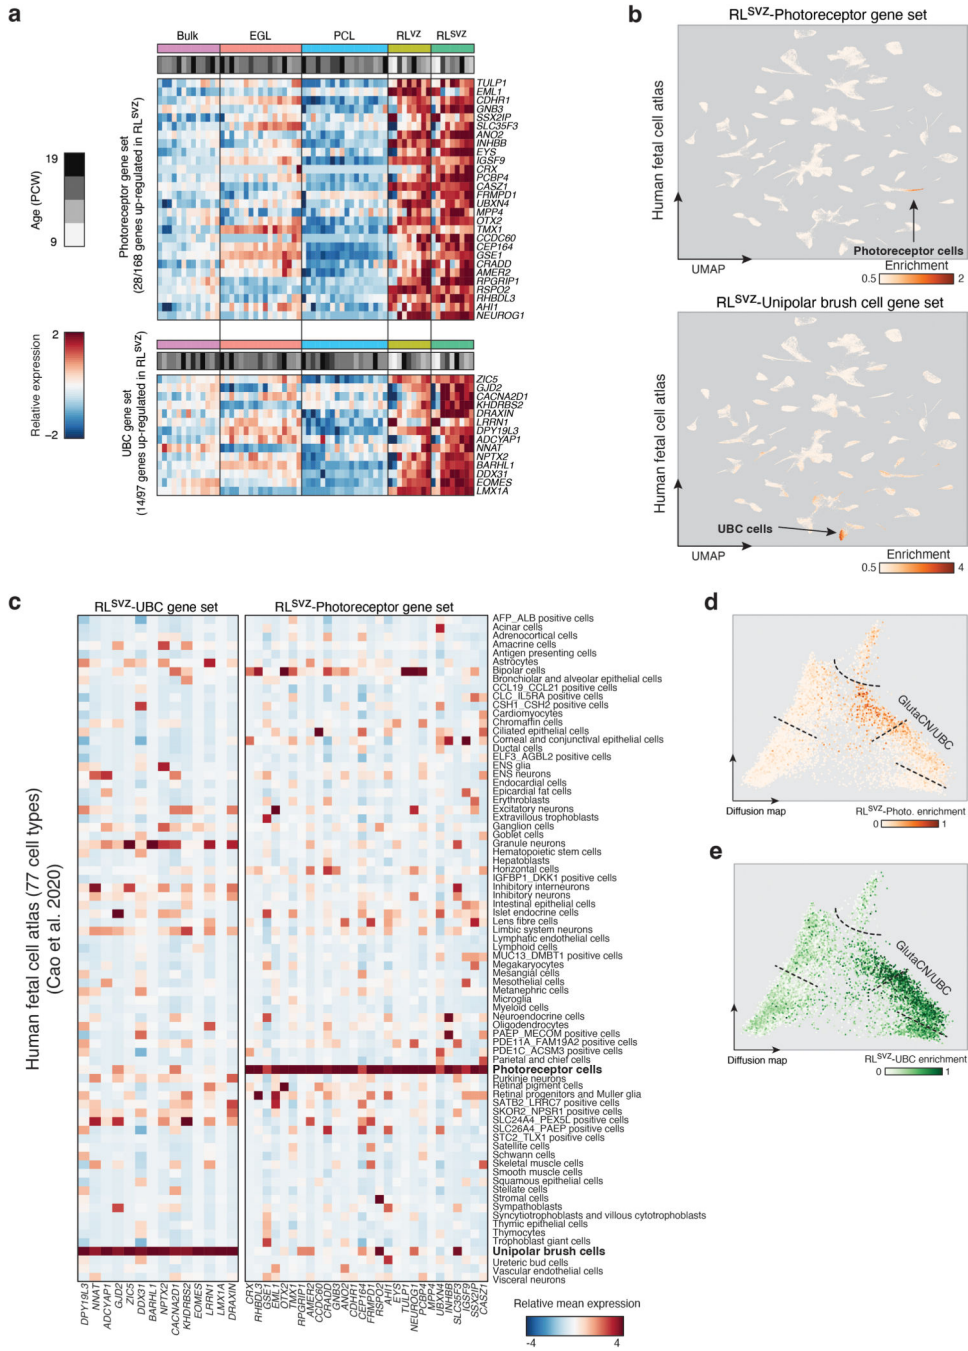 a
Bulk
EGL
PCL
RLVZ
RLSVZ
19
Age (PCW)
9
Photoreceptor gene set
(28/168 genes up-regulated in RLSVZ)
TULP1
EML1
CDHR1
GNB3
SSX2IP
SLC35F3
ANO2
INHBB
EYS
IGSF9
CRX
PCBP4
CASZ1
FRMPD1
UBXN4
MPP4
OTX2
TMX1
CCDC60
CEP164
GSE1
CRADD
AMER2
RPGRIP1
RSPO2
RHBDL3
AHI1
NEUROG1
2
Relative expression
−2
UBC gene set
(14/97 genes up-regulated in RLSVZ)
ZIC5
GJD2
CACNA2D1
KHDRBS2
DRAXIN
LRRN1
DPY19L3
ADCYAP1
NNAT
NPTX2
BARHL1
DDX31
EOMES
LMX1A
b
RLSVZ-Photoreceptor gene set
Human fetal cell atlas
Photoreceptor cells
UMAP
Enrichment
0.5
2
RLSVZ-Unipolar brush cell gene set
Human fetal cell atlas
UBC cells
UMAP
Enrichment
0.5
4
c
RLSVZ-UBC gene set
RLSVZ-Photoreceptor gene set
Human fetal cell atlas (77 cell types)
(Cao et al. 2020)
AFP_ALB positive cells
Acinar cells
Adrenocortical cells
Amacrine cells
Antigen presenting cells
Astrocytes
Bipolar cells
Bronchiolar and alveolar epithelial cells
CCL19_CCL21 positive cells
CLC_IL5RA positive cells
CSH1_CSH2 positive cells
Cardiomyocytes
Chromaffin cells
Ciliated epithelial cells
Corneal and conjunctival epithelial cells
Ductal cells
ELF3_AGBL2 positive cells
ENS glia
ENS neurons
Endocardial cells
Epicardial fat cells
Erythroblasts
Excitatory neurons
Extravillous trophoblasts
Ganglion cells
Goblet cells
Granule neurons
Hematopoietic stem cells
Hepatoblasts
Horizontal cells
IGFBP1_DKK1 positive cells
Inhibitory interneurons
Inhibitory neurons
Intestinal epithelial cells
Islet endocrine cells
Lens fibre cells
Limbic system neurons
Lymphatic endothelial cells
Lymphoid cells
MUC13_DMBT1 positive cells
Megakaryocytes
Mesangial cells
Mesothelial cells
Metanephric cells
Microglia
Myeloid cells
Neuroendocrine cells
Oligodendrocytes
PAEP_MECOM positive cells
PDE11A_FAM19A2 positive cells
PDE1C_ACSM3 positive cells
Parietal and chief cells
Photoreceptor cells
Purkinje neurons
Retinal pigment cells
Retinal progenitors and Muller glia
SATB2_LRRC7 positive cells
SKOR2_NPSR1 positive cells
SLC24A4_PEX5L positive cells
SLC26A4_PAEP positive cells
STC2_TLX1 positive cells
Satellite cells
Schwann cells
Skeletal muscle cells
Smooth muscle cells
Squamous epithelial cells
Stellate cells
Stromal cells
Sympathoblasts
Syncytiotrophoblasts and villous cytotrophoblasts
Thymic epithelial cells
Thymocytes
Trophoblast giant cells
Unipolar brush cells
Ureteric bud cells
Vascular endothelial cells
Visceral neurons
DPY19L3
NNAT
ADCYAP1
GJD2
ZIC5
DDX31
BARHL1
NPTX2
CACNA2D1
KHDRBS2
EOMES
LRRN1
LMX1A
DRAXIN
CRX
RHBDL3
GSE1
EML1
OTX2
TMX1
RPGRIP1
AMER2
CCDC60
CRADD
GNB3
ANO2
CDHR1
CEP164
FRMPD1
RSPO2
AHI1
EYS
TULP1
NEUROG1
PCBP4
MPP4
UBXN4
INHBB
SLC35F3
IGSF9
SSX2IP
CASZ1
Relative mean expression
-4
4
d
GlutaCN/UBC
Diffusion map
RLSVZ-Photo. enrichment
0
1
e
GlutaCN/UBC
Diffusion map
RLSVZ-UBC enrichment
0
1